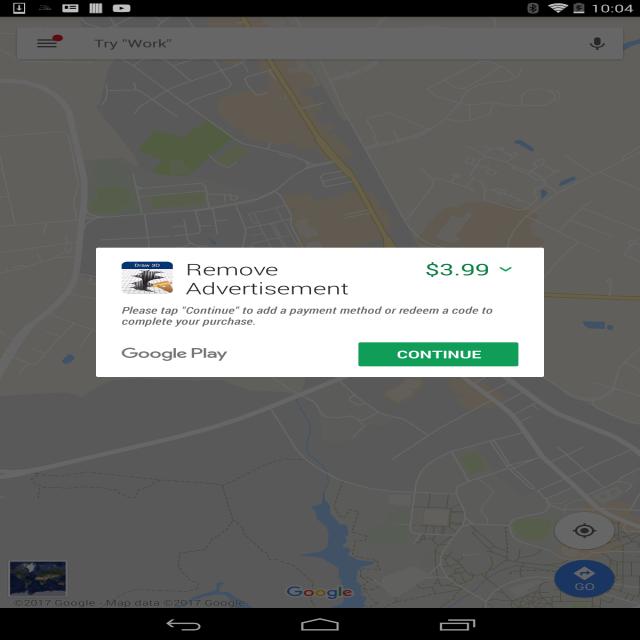 10:04
Try "Work"
Draw 3D
Remove
Advertisement
$3.99
Please tap "Continue" to add a payment method or redeem a code to
complete your purchase.
Google Play
CONTINUE
GO
Google
©2017 Google - Map data ©2017 Google